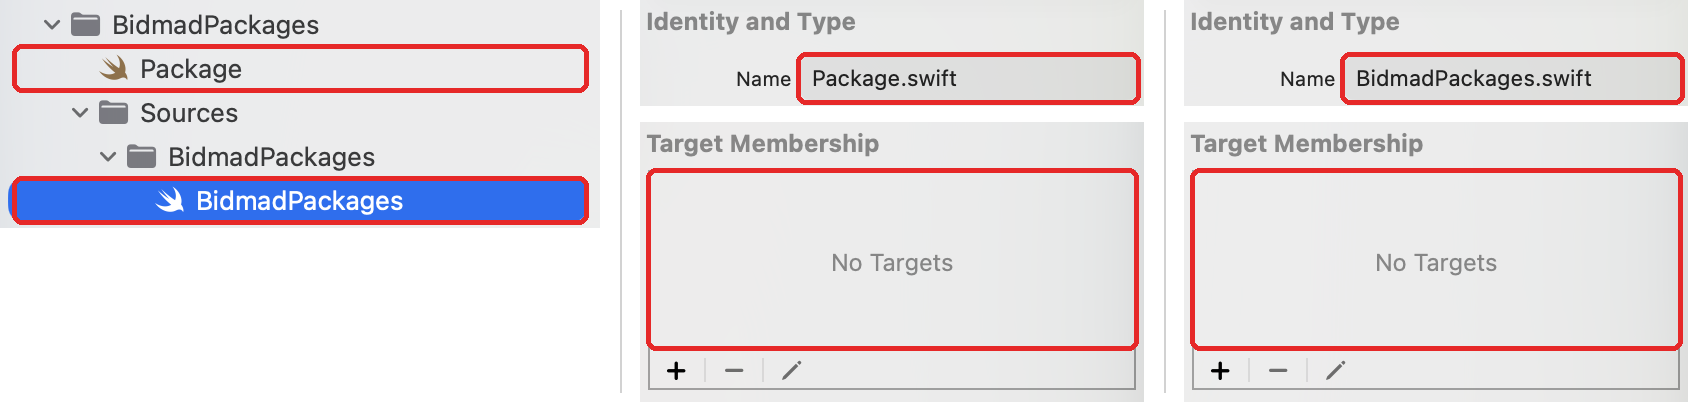 BidmadPackages
Package
Sources
BidmadPackages
BidmadPackages
Identity and Type
Name Package.swift
Target Membership
No Targets
Identity and Type
Name BidmadPackages.swift
Target Membership
No Targets